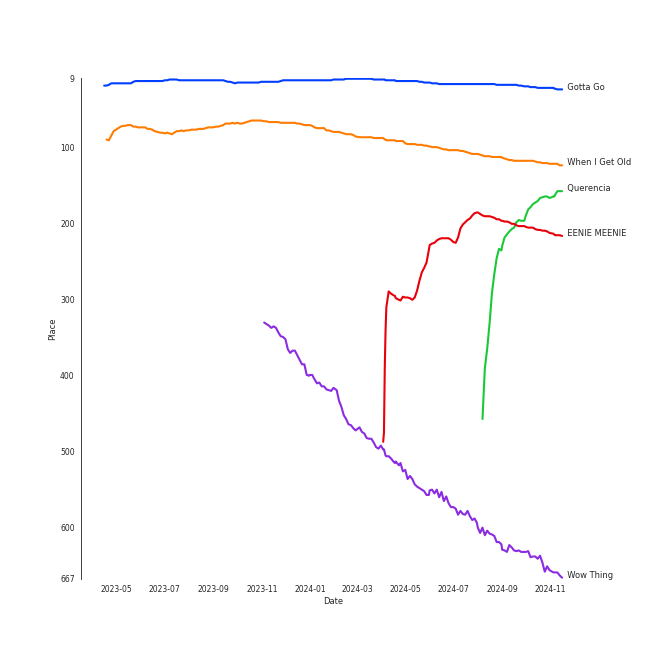 9
100
200
300
400
500
600
667
Place
2023-05
2023-07
2023-09
2023-11
2024-01
2024-03
2024-05
2024-07
2024-09
2024-11
Date
Gotta Go
When I Get Old
Querencia
EENIE MEENIE
Wow Thing